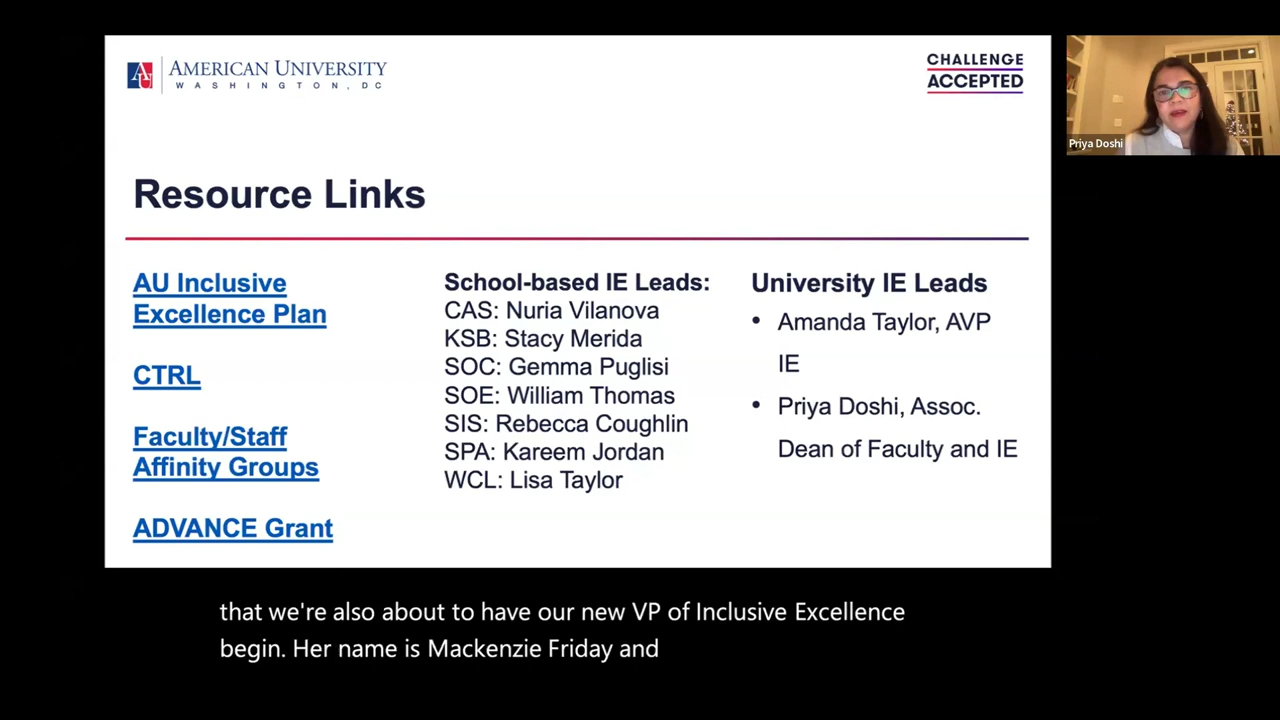 AMERICAN UNIVERSITY
WASHINGTON, DC
CHALLENGE
ACCEPTED
Priya Doshi
Resource Links
AU Inclusive
Excellence Plan
CTRL
Faculty/Staff
Affinity Groups
ADVANCE Grant
School-based IE Leads:
CAS: Nuria Vilanova
KSB: Stacy Merida
SOC: Gemma Puglisi
SOE: William Thomas
SIS: Rebecca Coughlin
SPA: Kareem Jordan
WCL: Lisa Taylor
University IE Leads
• Amanda Taylor, AVP
IE
• Priya Doshi, Assoc.
Dean of Faculty and IE
that we're also about to have our new VP of Inclusive Excellence
begin. Her name is Mackenzie Friday and